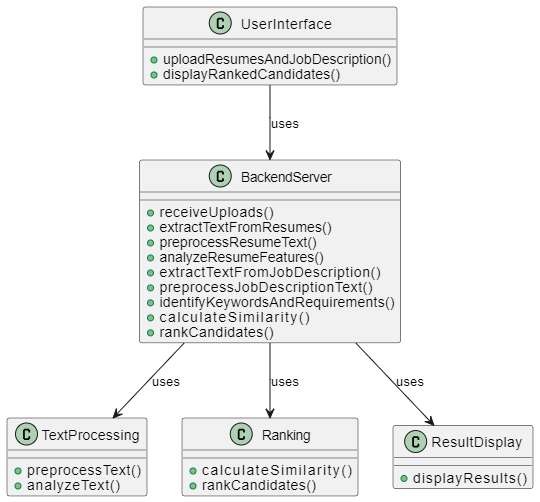 C UserInterface
uploadResumesAndJobDescription()
displayRankedCandidates()
uses
C BackendServer
receiveUploads()
extractTextFromResumes()
preprocessResumeText()
analyzeResumeFeatures()
extractTextFromJobDescription()
preprocessJobDescriptionText()
identifyKeywordsAndRequirements()
calculateSimilarity()
rankCandidates()
uses
uses
uses
C TextProcessing
preprocessText()
analyzeText()
C Ranking
calculateSimilarity()
rankCandidates()
C ResultDisplay
displayResults()